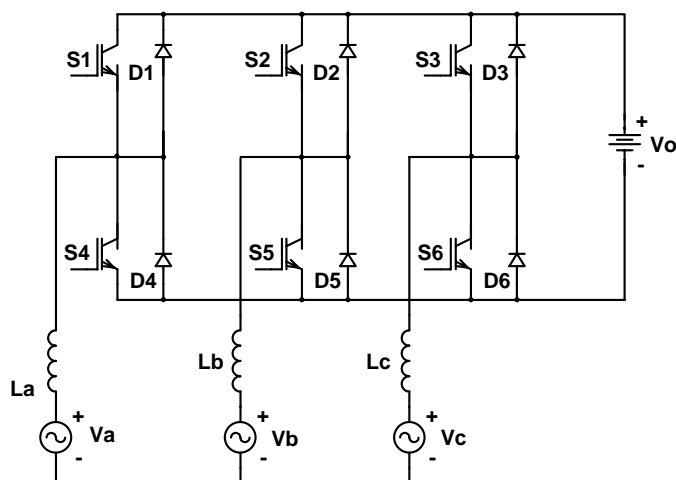 S1 D1 S2 D2 S3 D3
+
Vo
-
S4 D4 S5 D5 S6 D6
La Lb Lc
+ + +
Va Vb Vc
- - -